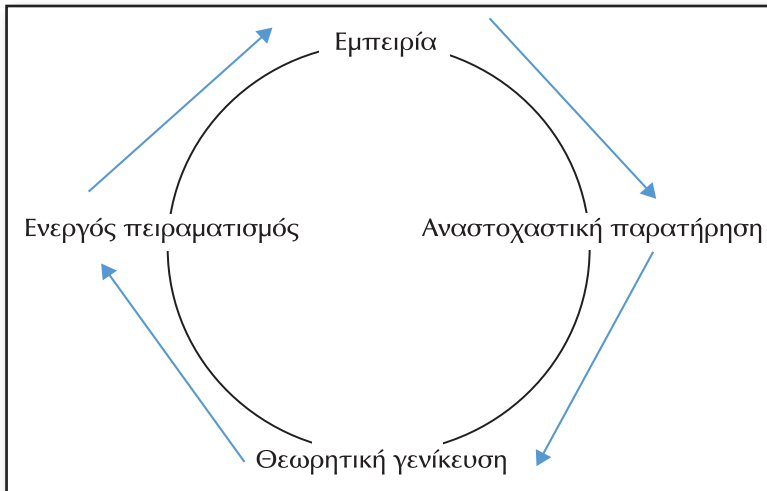 Εμπειρία
Ενεργός πειραματισμός
Αναστοχαστική παρατήρηση
Θεωρητική γενίκευση